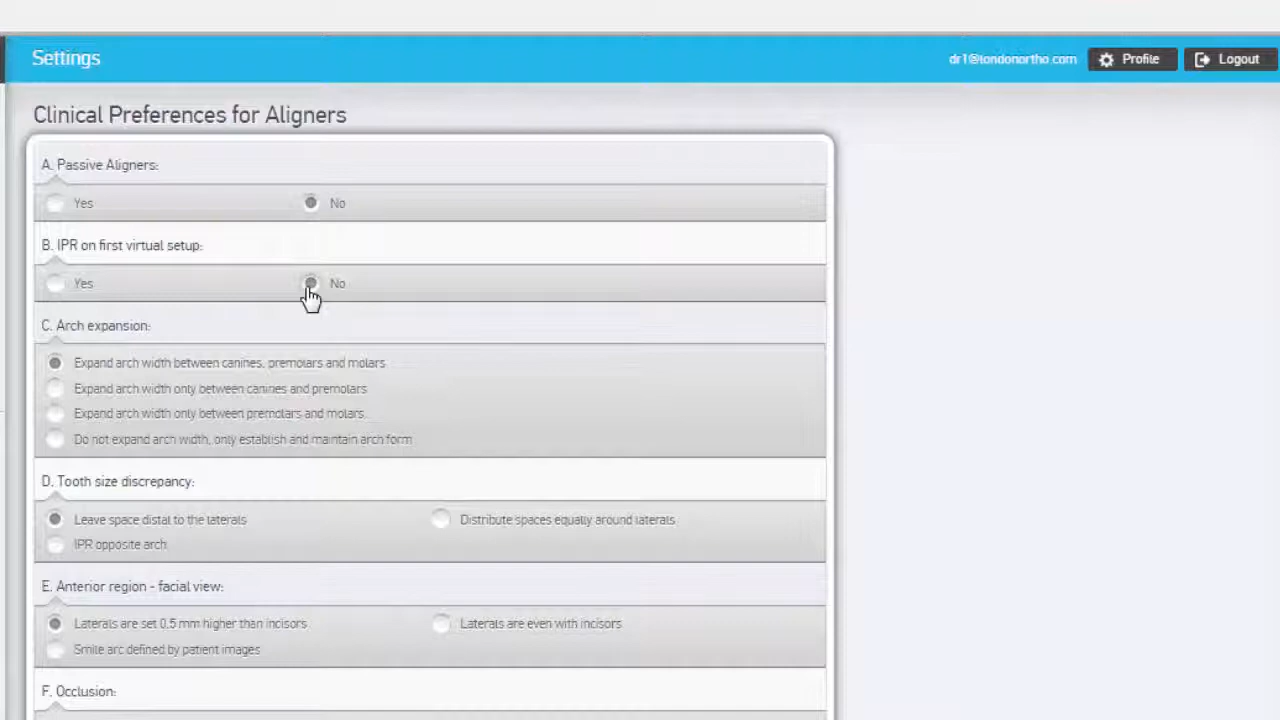 Settings
dr1@londonortho.com Profile Logout
Clinical Preferences for Aligners
A. Passive Aligners:
Yes No
B. IPR on first virtual setup:
Yes No
C. Arch expansion:
Expand arch width between canines, premolars and molars
Expand arch width only between canines and premolars
Expand arch width only between premolars and molars
Do not expand arch width, only establish and maintain arch form
D. Tooth size discrepancy:
Leave space distal to the laterals Distribute spaces equally around laterals
IPR opposite arch
E. Anterior region - facial view:
Laterals are set 0.5 mm higher than incisors Laterals are even with incisors
Smile arc defined by patient images
F. Occlusion: